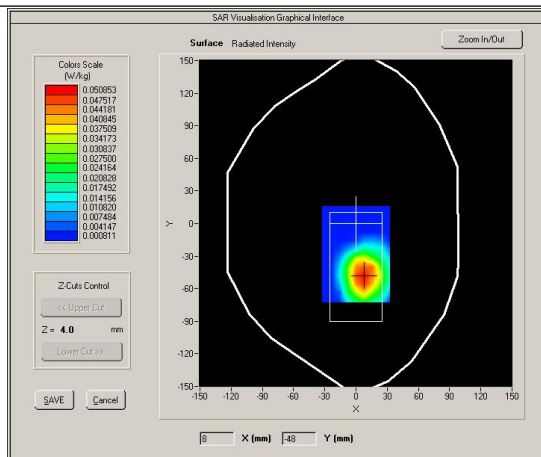 SAR Visualisation Graphical Interface
Surface Radiated Intensity
Zoom In/Out
Colors Scale
(W/kg)
0.050853
0.047517
0.044181
0.040845
0.037509
0.034173
0.030837
0.027500
0.024164
0.020828
0.017492
0.014156
0.010820
0.007484
0.004147
0.000811
Z-Cuts Control
<< Upper Cut
Z = 4.0 mm
Lower Cut >>
SAVE Cancel
150
120
90
60
30
0
-30
-60
-90
-120
-150
Y
-150 -120 -90 -60 -30 0 30 60 90 120 150
X
8 X (mm) -48 Y (mm)